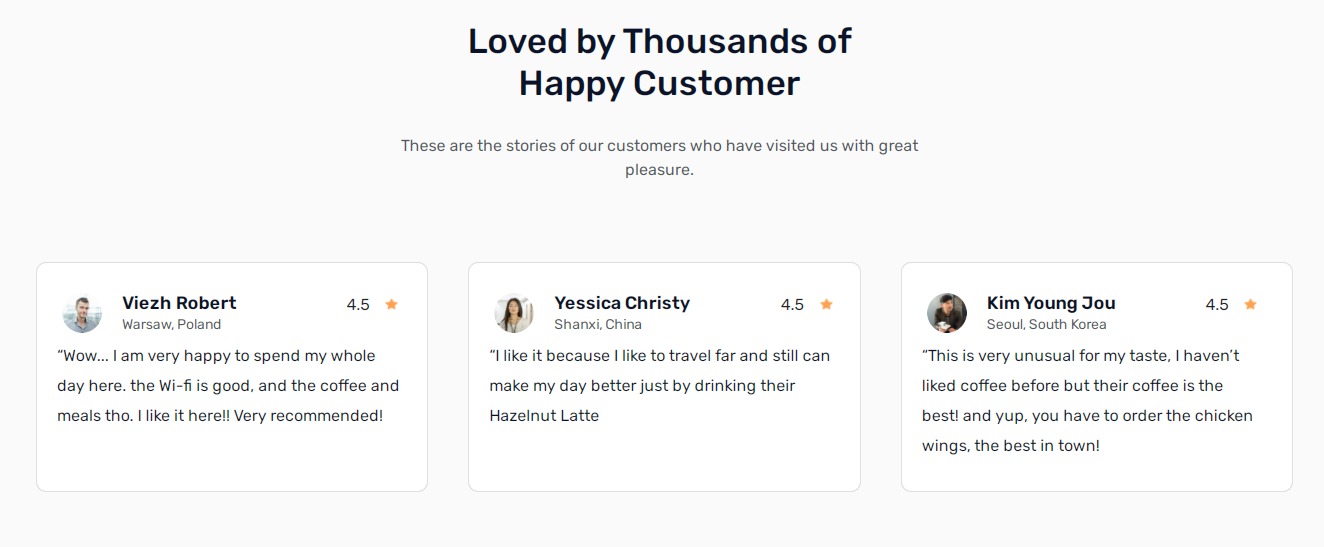 Loved by Thousands of
Happy Customer
These are the stories of our customers who have visited us with great
pleasure.
Viezh Robert
4.5
Warsaw, Poland
“Wow... I am very happy to spend my whole
day here. the Wi-fi is good, and the coffee and
meals tho. I like it here!! Very recommended!
Yessica Christy
4.5
Shanxi, China
“I like it because I like to travel far and still can
make my day better just by drinking their
Hazelnut Latte
Kim Young Jou
4.5
Seoul, South Korea
“This is very unusual for my taste, I haven’t
liked coffee before but their coffee is the
best! and yup, you have to order the chicken
wings, the best in town!